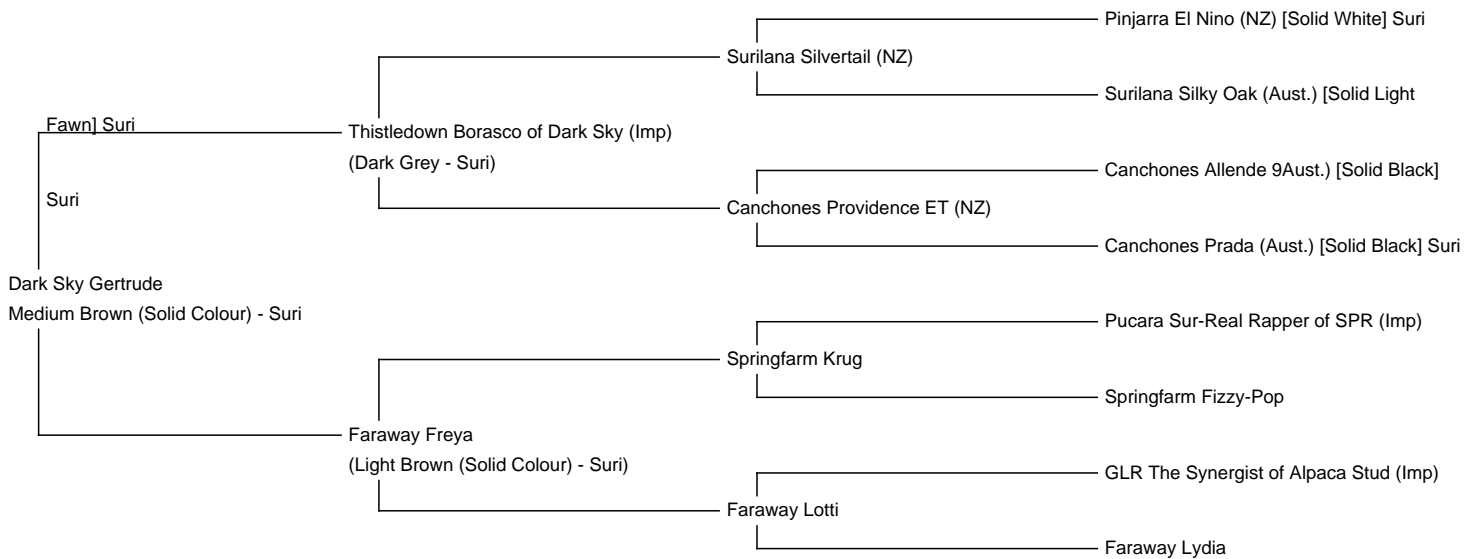 Pinjarra El Nino (NZ) [Solid White] Suri
Surilana Silvertail (NZ)
Surilana Silky Oak (Aust.) [Solid Light
Fawn] Suri
Thistledown Borasco of Dark Sky (Imp)
(Dark Grey - Suri)
Canchones Allende 9Aust.) [Solid Black]
Suri
Canchones Providence ET (NZ)
Canchones Prada (Aust.) [Solid Black] Suri
Dark Sky Gertrude
Medium Brown (Solid Colour) - Suri
Pucara Sur-Real Rapper of SPR (Imp)
Springfarm Krug
Springfarm Fizzy-Pop
Faraway Freya
(Light Brown (Solid Colour) - Suri)
GLR The Synergist of Alpaca Stud (Imp)
Faraway Lotti
Faraway Lydia